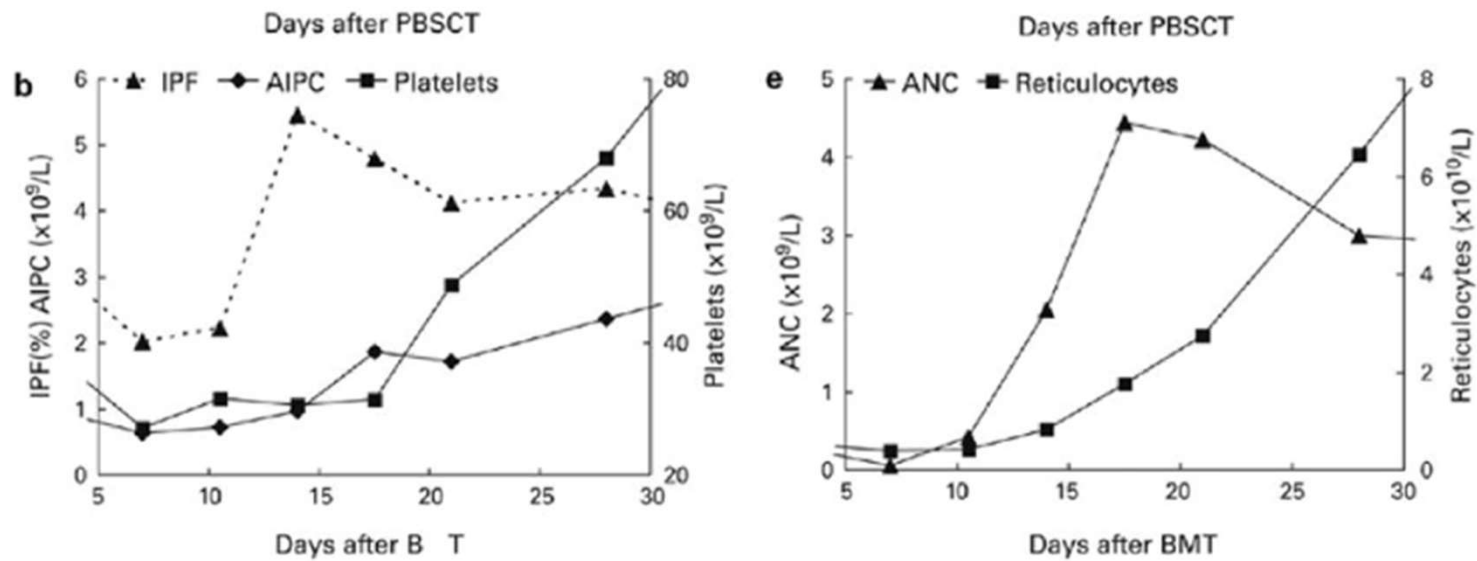 Days after PBSCT
b
IPF AIPC Platelets
6
5
4
3
2
1
0
IPF(%) AIPC (x10⁹/L)
80
60
40
20
Platelets (x10⁹/L)
5 10 15 20 25 30
Days after B T
Days after PBSCT
e
ANC Reticulocytes
5
4
3
2
1
0
ANC (x10⁹/L)
8
6
4
2
0
Reticulocytes (x10¹⁰/L)
5 10 15 20 25 30
Days after BMT